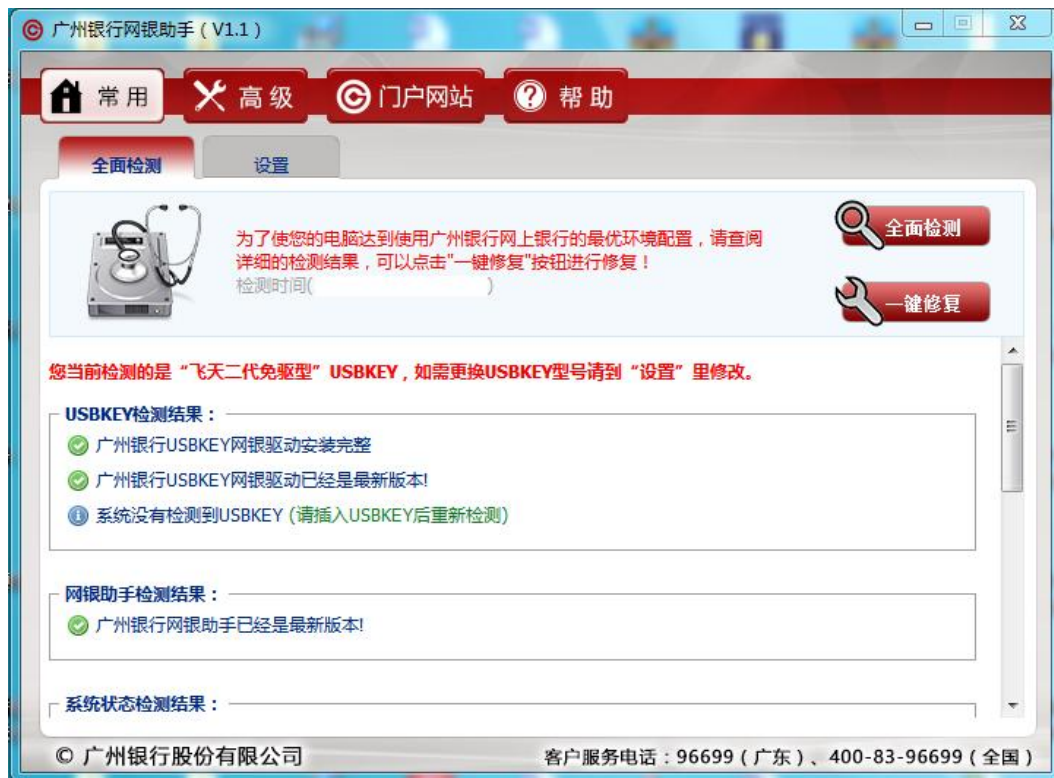 广州银行网银助手（V1.1）
常用
高级
门户网站
帮助
全面检测
设置
为了使您的电脑达到使用广州银行网上银行的最优环境配置，请查阅
详细的检测结果，可以点击"一键修复"按钮进行修复！
检测时间( )
全面检测
一键修复
您当前检测的是“飞天二代免驱型”USBKEY，如需更换USBKEY型号请到“设置”里修改。
USBKEY检测结果：
广州银行USBKEY网银驱动安装完整
广州银行USBKEY网银驱动已经是最新版本!
系统没有检测到USBKEY (请插入USBKEY后重新检测)
网银助手检测结果：
广州银行网银助手已经是最新版本!
系统状态检测结果：
© 广州银行股份有限公司
客户服务电话：96699（广东）、400-83-96699（全国）